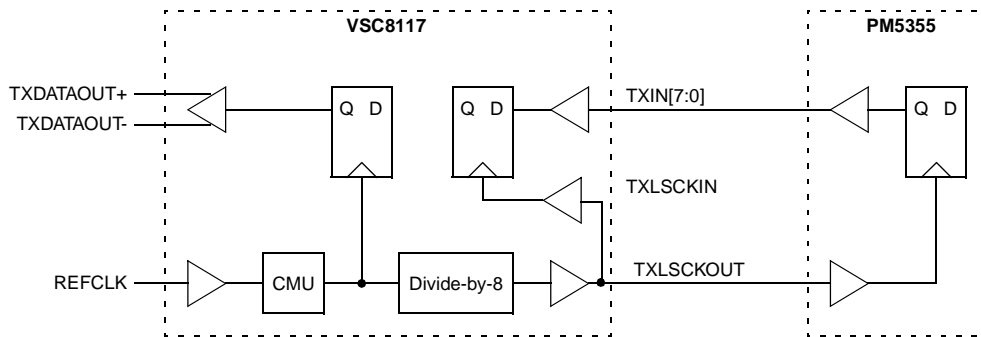 VSC8117
PM5355
TXDATAOUT+
TXDATAOUT-
Q D
Q D
TXIN[7:0]
Q D
TXLSCKIN
REFCLK
CMU
Divide-by-8
TXLSCKOUT